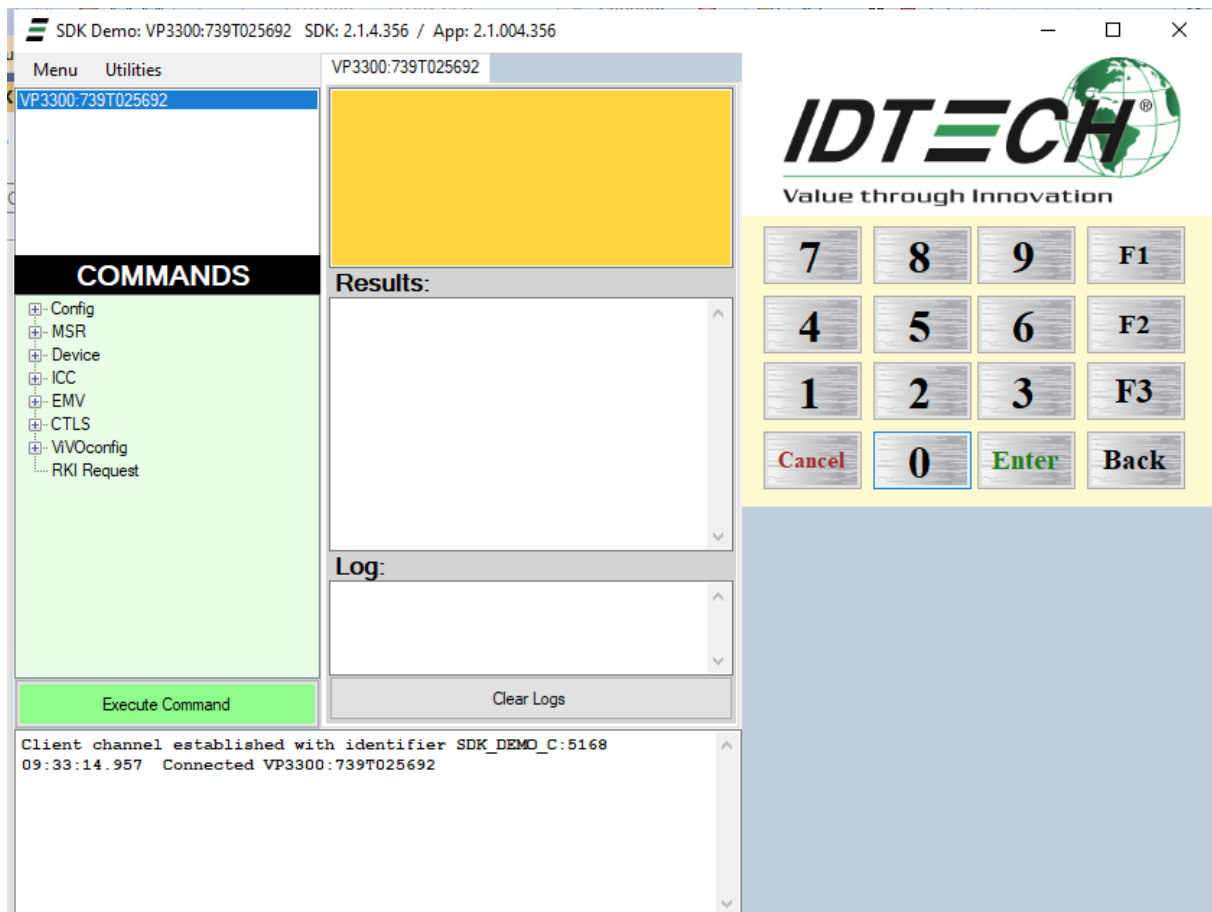 SDK Demo: VP3300:739T025692 SDK: 2.1.4.356 / App: 2.1.004.356
Menu Utilities
VP3300:739T025692
VP3300:739T025692
IDTECH®
Value through Innovation
COMMANDS
Config
MSR
Device
ICC
EMV
CTLS
ViVOconfig
RKI Request
Execute Command
Results:
Log:
Clear Logs
7 8 9 F1
4 5 6 F2
1 2 3 F3
Cancel 0 Enter Back
Client channel established with identifier SDK_DEMO_C:5168
09:33:14.957 Connected VP3300:739T025692